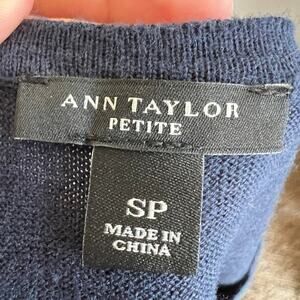 ANN TAYLOR
PETITE
SP
MADE IN
CHINA